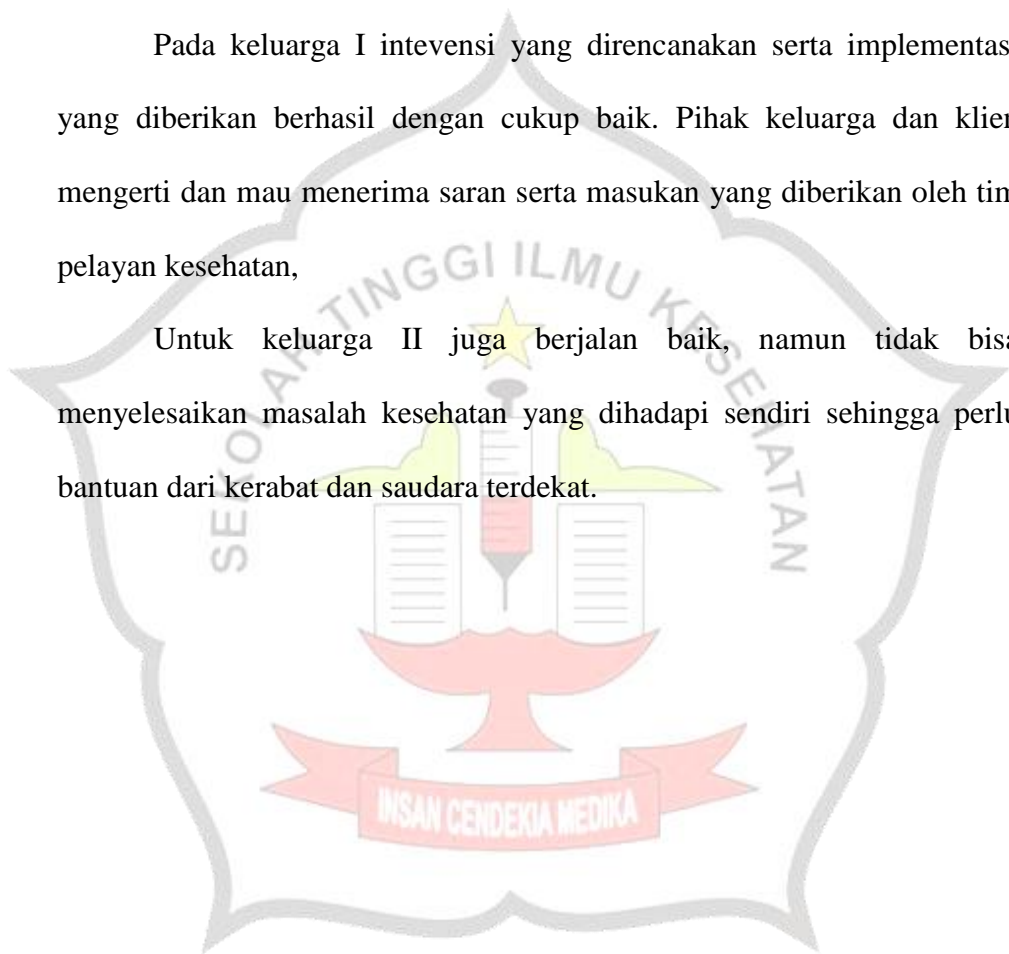 Pada keluarga I intevensi yang direncanakan serta implementas
yang diberikan berhasil dengan cukup baik. Pihak keluarga dan klien
mengerti dan mau menerima saran serta masukan yang diberikan oleh tim
pelayan kesehatan,
Untuk keluarga II juga berjalan baik, namun tidak bisa
menyelesaikan masalah kesehatan yang dihadapi sendiri sehingga perlu
bantuan dari kerabat dan saudara terdekat.
SEKOLAH TINGGI ILMU KESEHATAN
INSAN CENDEKIA MEDIKA